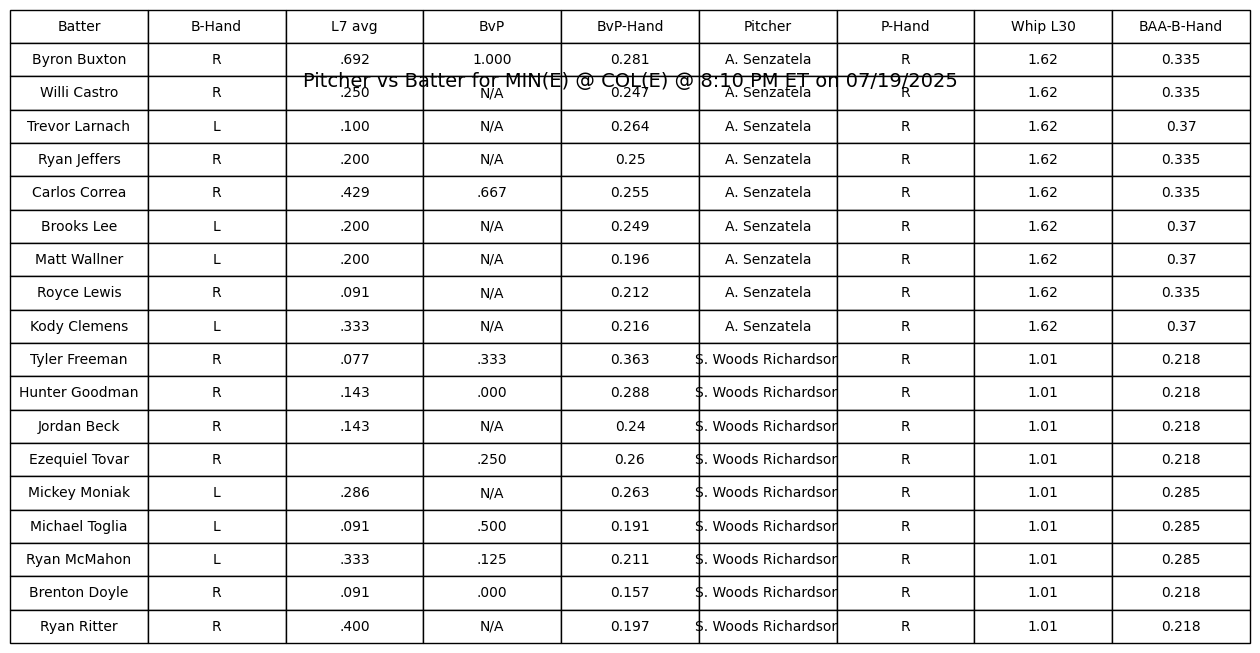 Batter B-Hand L7 avg BvP BvP-Hand Pitcher P-Hand Whip L30 BAA-B-Hand
Byron Buxton R .692 1.000 0.281 A. Senzatela R 1.62 0.335
Pitcher vs Batter for MIN(E) @ COL(E) @ 8:10 PM ET on 07/19/2025
Willi Castro R .250 N/A 0.247 A. Senzatela R 1.62 0.335
Trevor Larnach L .100 N/A 0.264 A. Senzatela R 1.62 0.37
Ryan Jeffers R .200 N/A 0.25 A. Senzatela R 1.62 0.335
Carlos Correa R .429 .667 0.255 A. Senzatela R 1.62 0.335
Brooks Lee L .200 N/A 0.249 A. Senzatela R 1.62 0.37
Matt Wallner L .200 N/A 0.196 A. Senzatela R 1.62 0.37
Royce Lewis R .091 N/A 0.212 A. Senzatela R 1.62 0.335
Kody Clemens L .333 N/A 0.216 A. Senzatela R 1.62 0.37
Tyler Freeman R .077 .333 0.363 S. Woods Richardson R 1.01 0.218
Hunter Goodman R .143 .000 0.288 S. Woods Richardson R 1.01 0.218
Jordan Beck R .143 N/A 0.24 S. Woods Richardson R 1.01 0.218
Ezequiel Tovar R .250 0.26 S. Woods Richardson R 1.01 0.218
Mickey Moniak L .286 N/A 0.263 S. Woods Richardson R 1.01 0.285
Michael Toglia L .091 .500 0.191 S. Woods Richardson R 1.01 0.285
Ryan McMahon L .333 .125 0.211 S. Woods Richardson R 1.01 0.285
Brenton Doyle R .091 .000 0.157 S. Woods Richardson R 1.01 0.218
Ryan Ritter R .400 N/A 0.197 S. Woods Richardson R 1.01 0.218